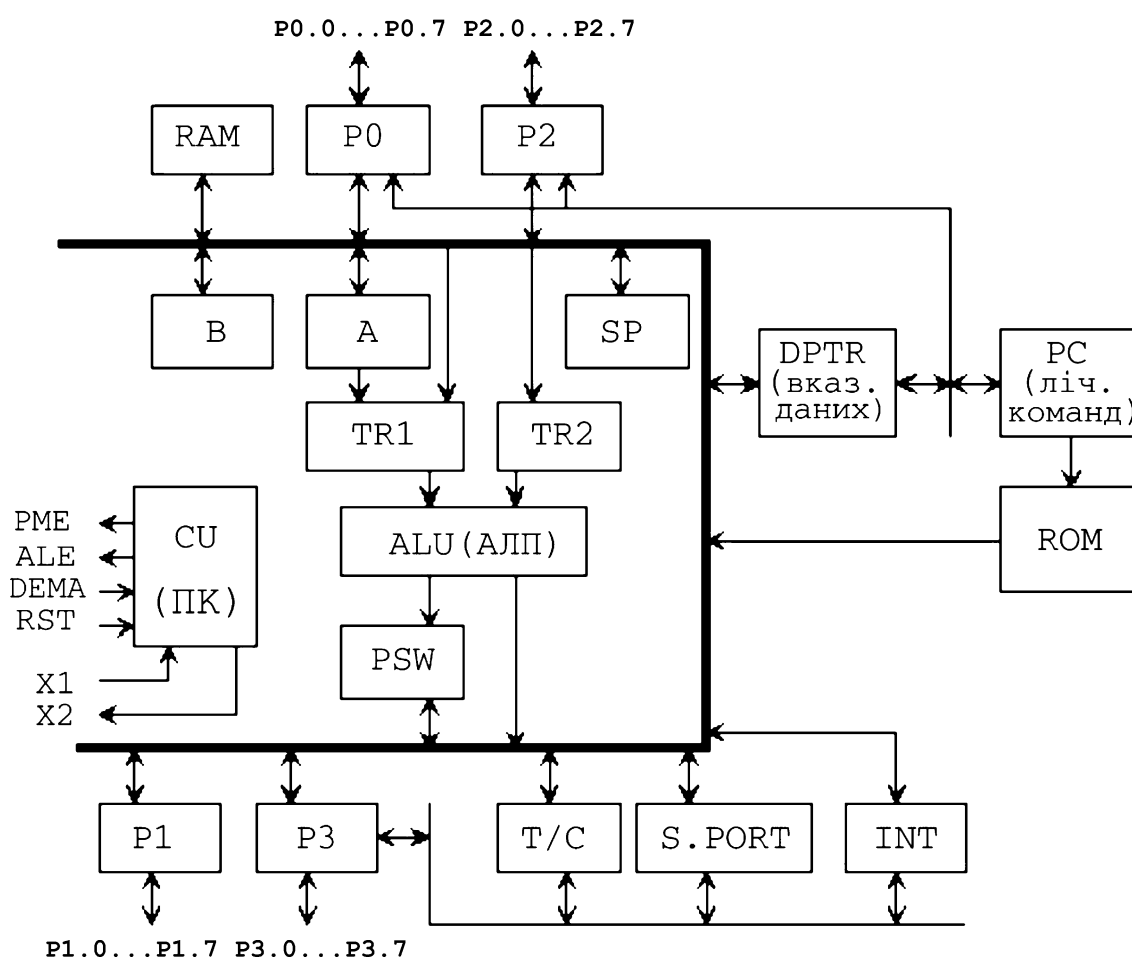 P0.0...P0.7 P2.0...P2.7
RAM
P0
P2
B
A
SP
DPTR
(вказ.
даних)
PC
(ліч.
команд)
TR1
TR2
CU
(ПК)
PME
ALE
DEMA
RST
X1
X2
ALU(АЛП)
ROM
PSW
P1
P3
T/C
S.PORT
INT
P1.0...P1.7 P3.0...P3.7